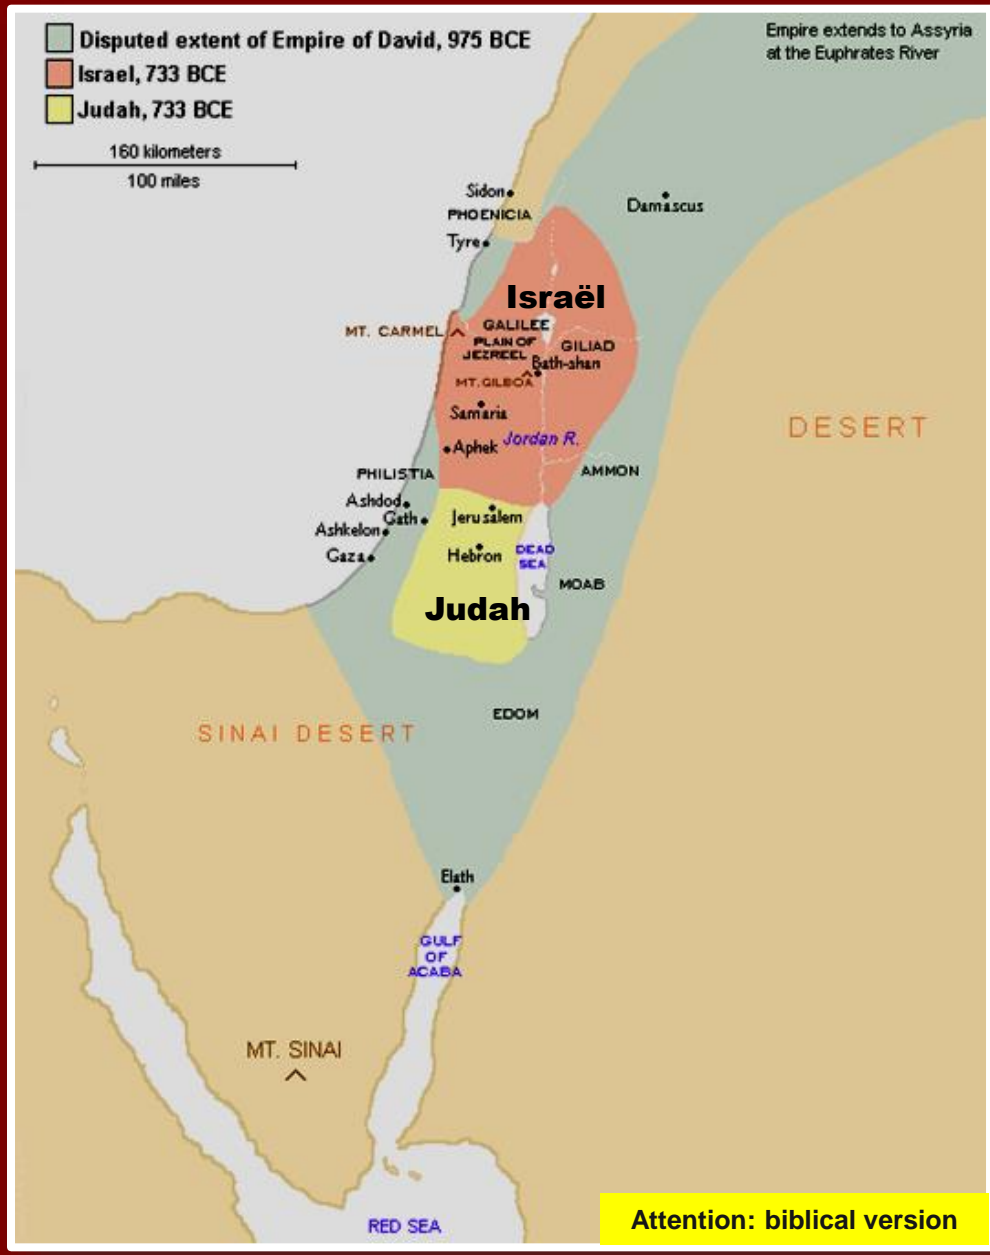 Disputed extent of Empire of David, 975 BCE
Israel, 733 BCE
Judah, 733 BCE
160 kilometers
100 miles
Empire extends to Assyria
at the Euphrates River
Sidon
PHOENICIA
Tyre
Damascus
Israël
MT. CARMEL
GALILEE
PLAIN OF
JEZREEL
GILIAD
Bath-shan
MT. GILBOA
Samaria
Jordan R.
Aphek
DESERT
PHILISTIA
AMMON
Ashdod
Gath
Jerusalem
Ashkelon
Gaza
Hebron
DEAD
SEA
MOAB
Judah
EDOM
SINAI DESERT
Elath
GULF
OF
ACABA
MT. SINAI
RED SEA
Attention: biblical version